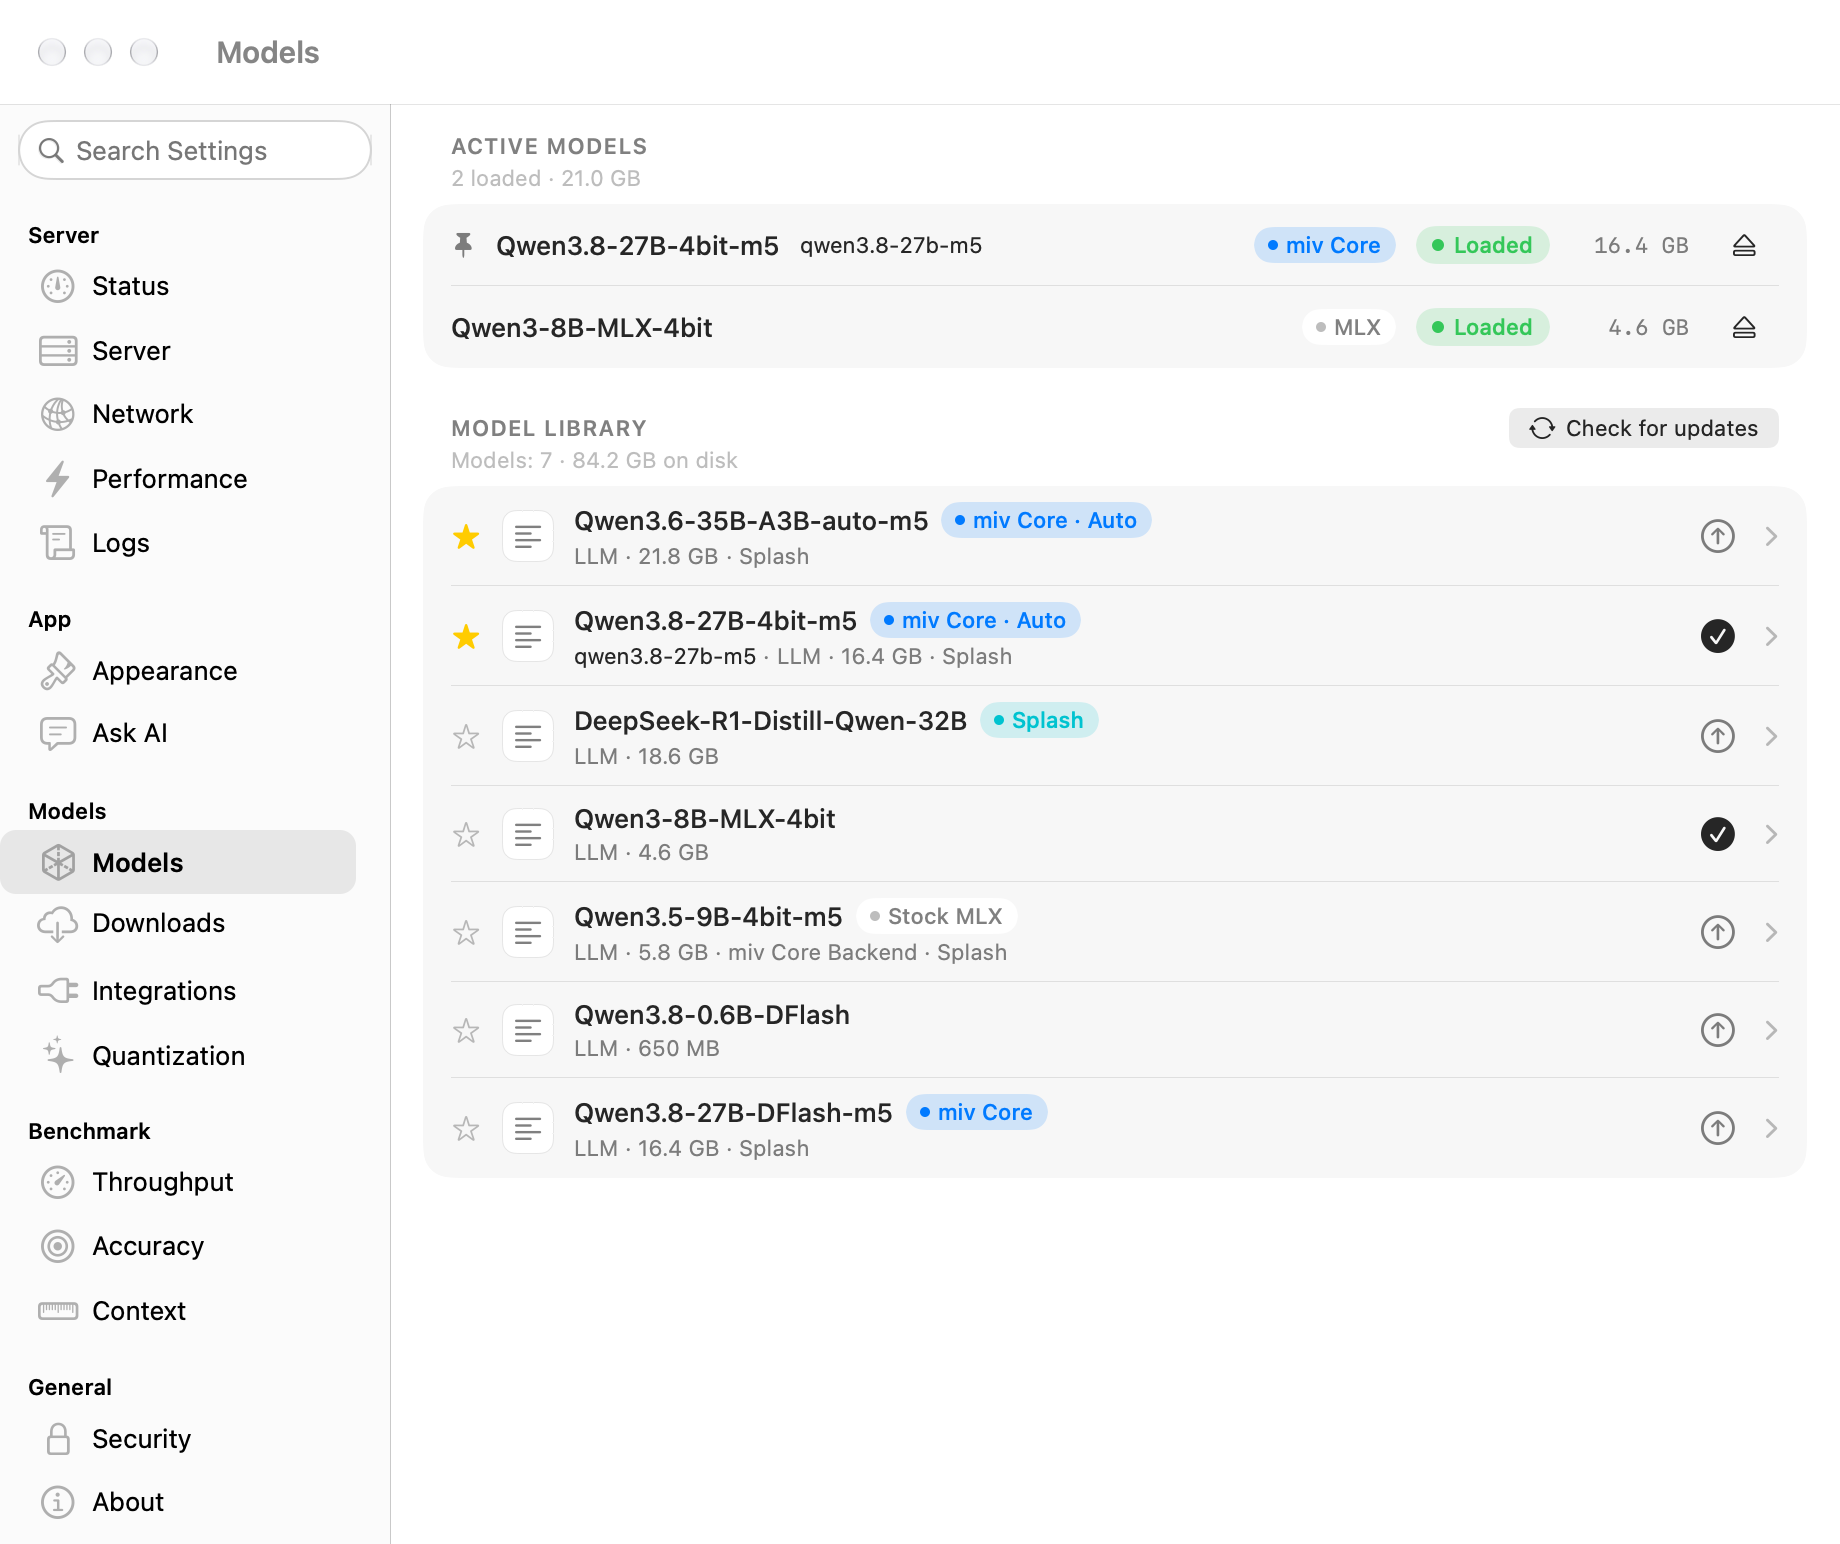 Models
Search Settings
Server
Status
Server
Network
Performance
Logs
App
Appearance
Ask AI
Models
Models
Downloads
Integrations
Quantization
Benchmark
Throughput
Accuracy
Context
General
Security
About
ACTIVE MODELS
2 loaded · 21.0 GB
Qwen3.8-27B-4bit-m5 qwen3.8-27b-m5 miv Core Loaded 16.4 GB
Qwen3-8B-MLX-4bit MLX Loaded 4.6 GB
MODEL LIBRARY
Check for updates
Models: 7 · 84.2 GB on disk
Qwen3.6-35B-A3B-auto-m5 miv Core · Auto
LLM · 21.8 GB · Splash
Qwen3.8-27B-4bit-m5 miv Core · Auto
qwen3.8-27b-m5 · LLM · 16.4 GB · Splash
DeepSeek-R1-Distill-Qwen-32B Splash
LLM · 18.6 GB
Qwen3-8B-MLX-4bit
LLM · 4.6 GB
Qwen3.5-9B-4bit-m5 Stock MLX
LLM · 5.8 GB · miv Core Backend · Splash
Qwen3.8-0.6B-DFlash
LLM · 650 MB
Qwen3.8-27B-DFlash-m5 miv Core
LLM · 16.4 GB · Splash